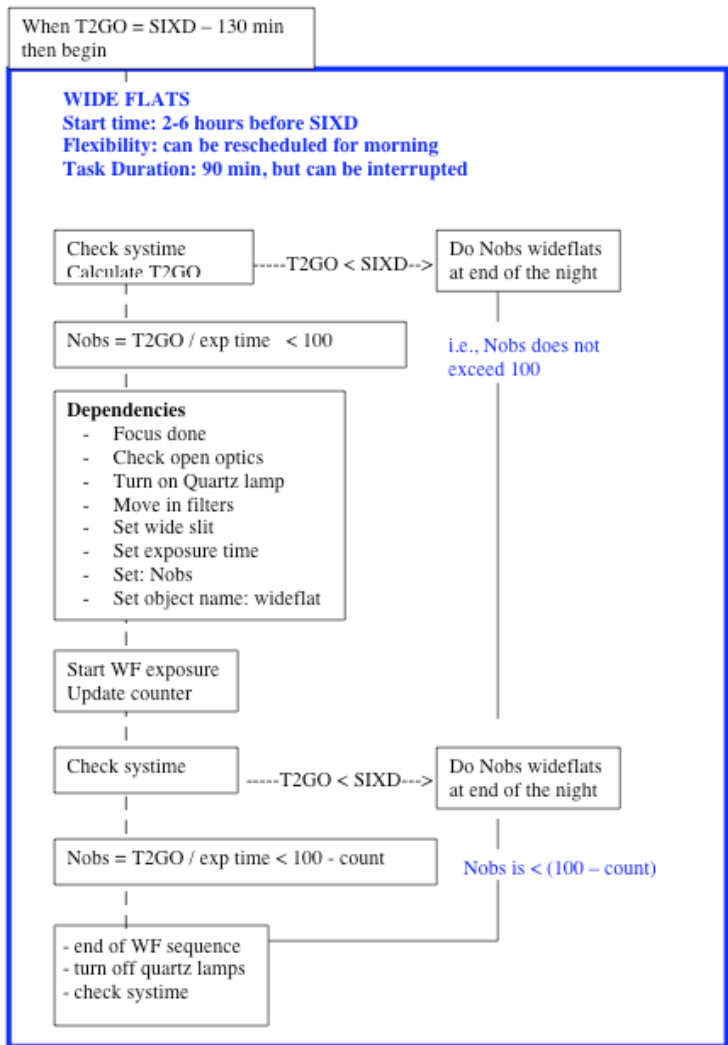 When T2GO = SIXD – 130 min
then begin
WIDE FLATS
Start time: 2-6 hours before SIXD
Flexibility: can be rescheduled for morning
Task Duration: 90 min, but can be interrupted
Check systime
Calculate T2GO
-----T2GO < SIXD-->
Do Nobs wideflats
at end of the night
Nobs = T2GO / exp time < 100
i.e., Nobs does not
exceed 100
Dependencies
- Focus done
- Check open optics
- Turn on Quartz lamp
- Move in filters
- Set wide slit
- Set exposure time
- Set: Nobs
- Set object name: wideflat
Start WF exposure
Update counter
Check systime
-----T2GO < SIXD--->
Do Nobs wideflats
at end of the night
Nobs = T2GO / exp time < 100 - count
Nobs is < (100 – count)
- end of WF sequence
- turn off quartz lamps
- check systime